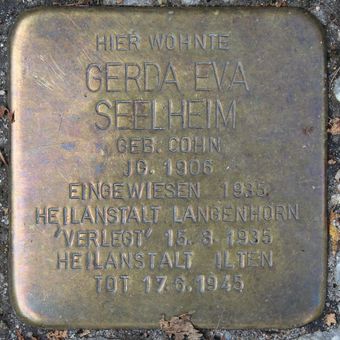 HIER WOHNTE
GERDA EVA
SEELHEIM
GEB. COHN
JG. 1906
EINGEWIESEN 1935
HEILANSTALT LANGENHORN
'VERLEGT' 15.8.1935
HEILANSTALT ILTEN
TOT 17.6.1945